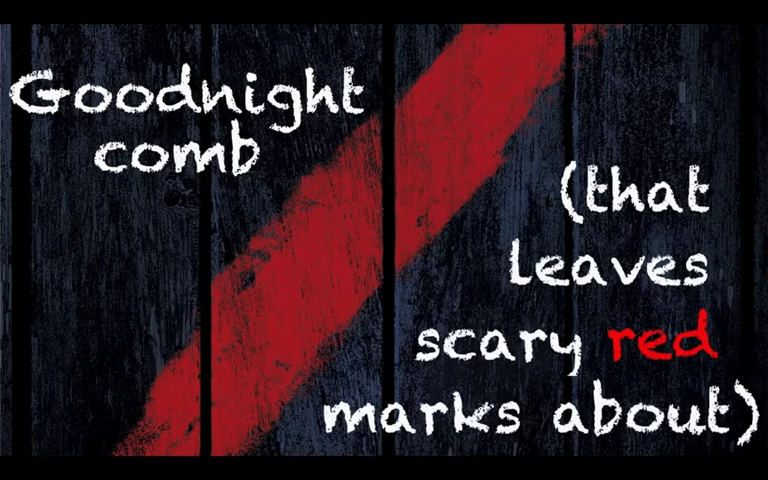 Goodnight
comb
(that
leaves
scary red
marks about)